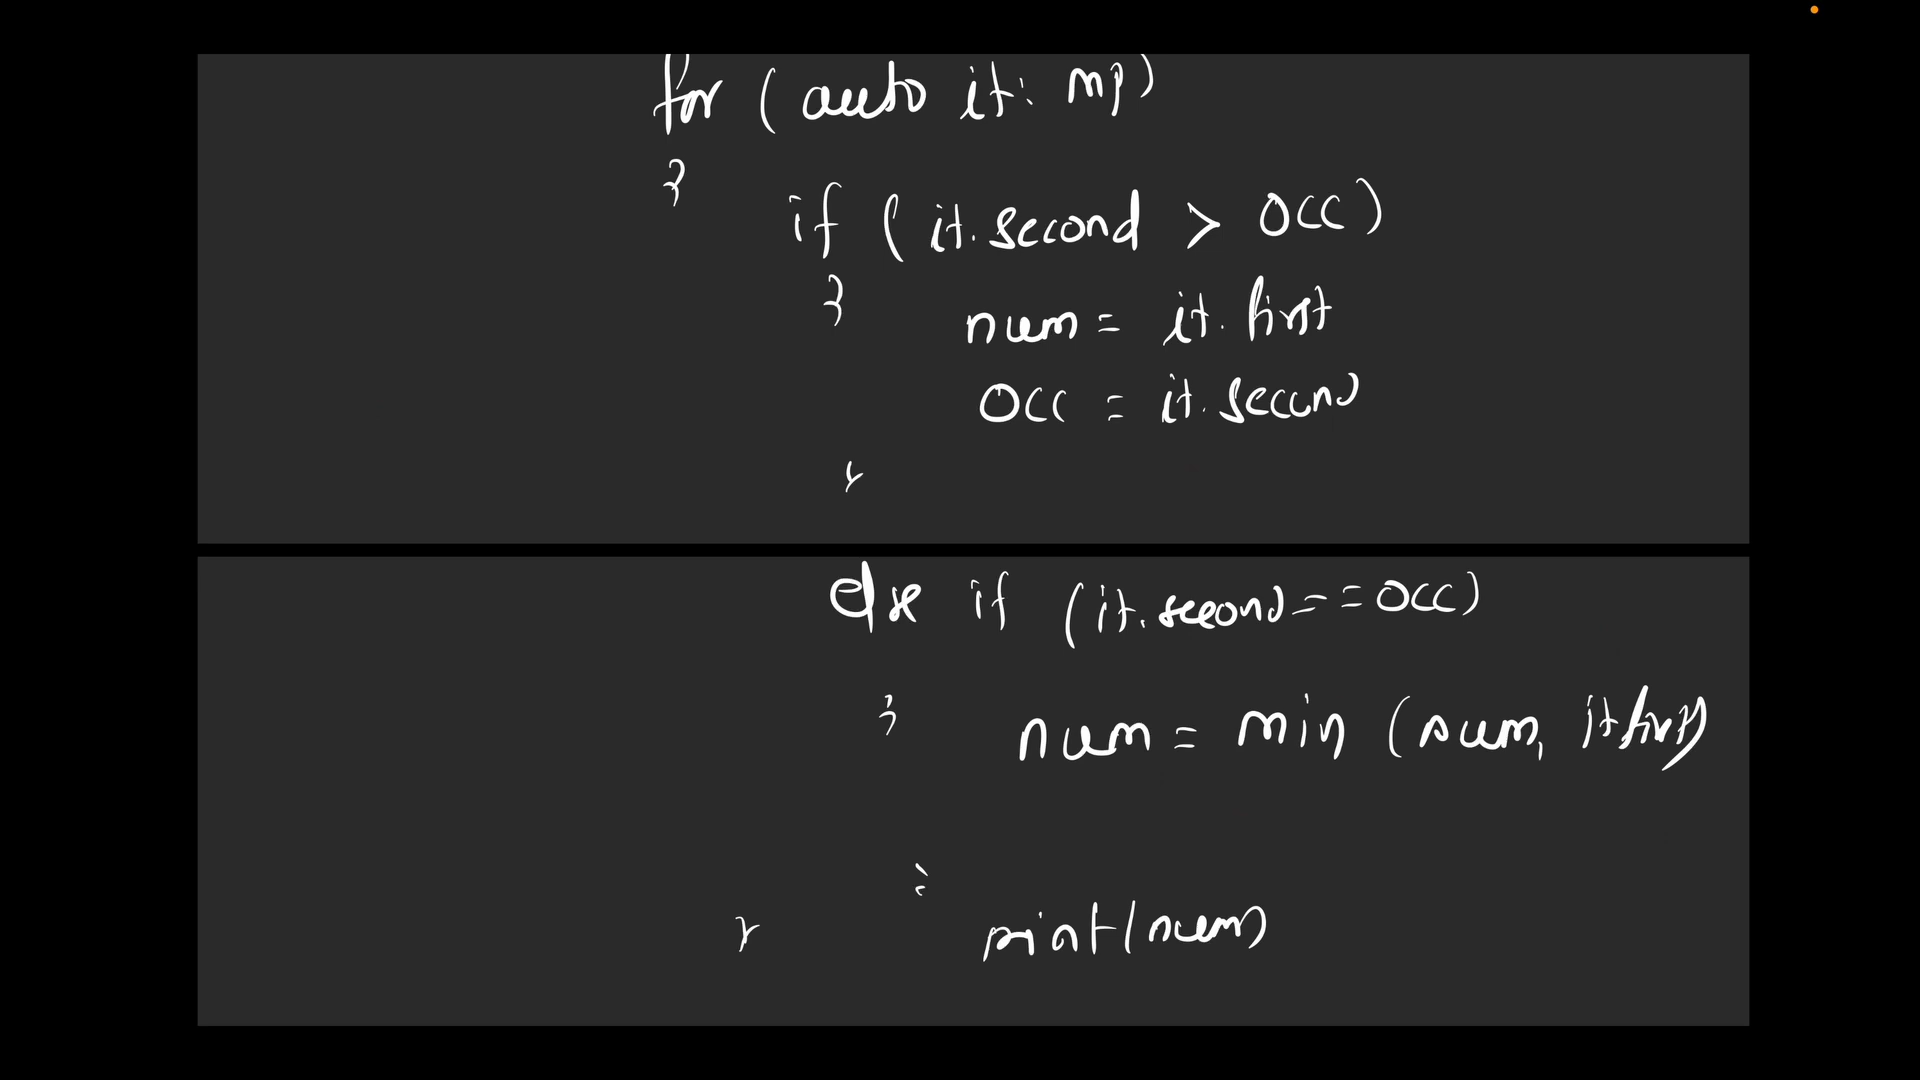 for (auto it: mp)
{
if (it.second > occ)
{
num = it.first
occ = it.second
}
else if (it.second == occ)
{
num = min (num, it.first)
}
} print(num)